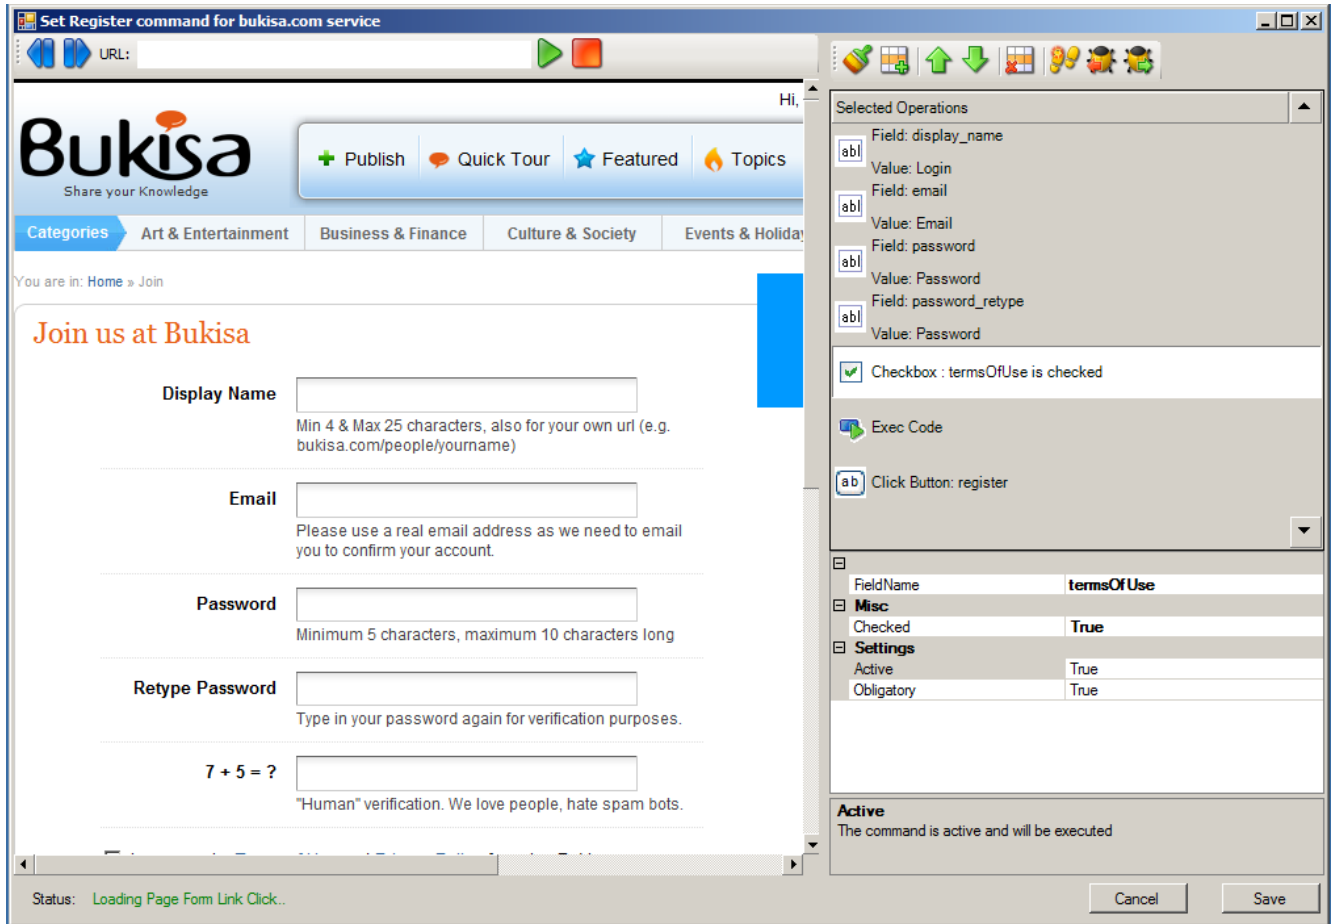 Set Register command for bukisa.com service
URL:
Hi,
Bukisa
Share your Knowledge
Publish Quick Tour Featured Topics
Categories Art & Entertainment Business & Finance Culture & Society Events & Holiday
You are in: Home » Join
Join us at Bukisa
Display Name
Min 4 & Max 25 characters, also for your own url (e.g.
bukisa.com/people/yourname)
Email
Please use a real email address as we need to email
you to confirm your account.
Password
Minimum 5 characters, maximum 10 characters long
Retype Password
Type in your password again for verification purposes.
7 + 5 = ?
"Human" verification. We love people, hate spam bots.
Status: Loading Page Form Link Click..
Selected Operations
abl
Field: display_name
Value: Login
abl
Field: email
Value: Email
abl
Field: password
Value: Password
abl
Field: password_retype
Value: Password
Checkbox : termsOfUse is checked
Exec Code
ab
Click Button: register
FieldName termsOfUse
Misc
Checked True
Settings
Active True
Obligatory True
Active
The command is active and will be executed
Cancel Save